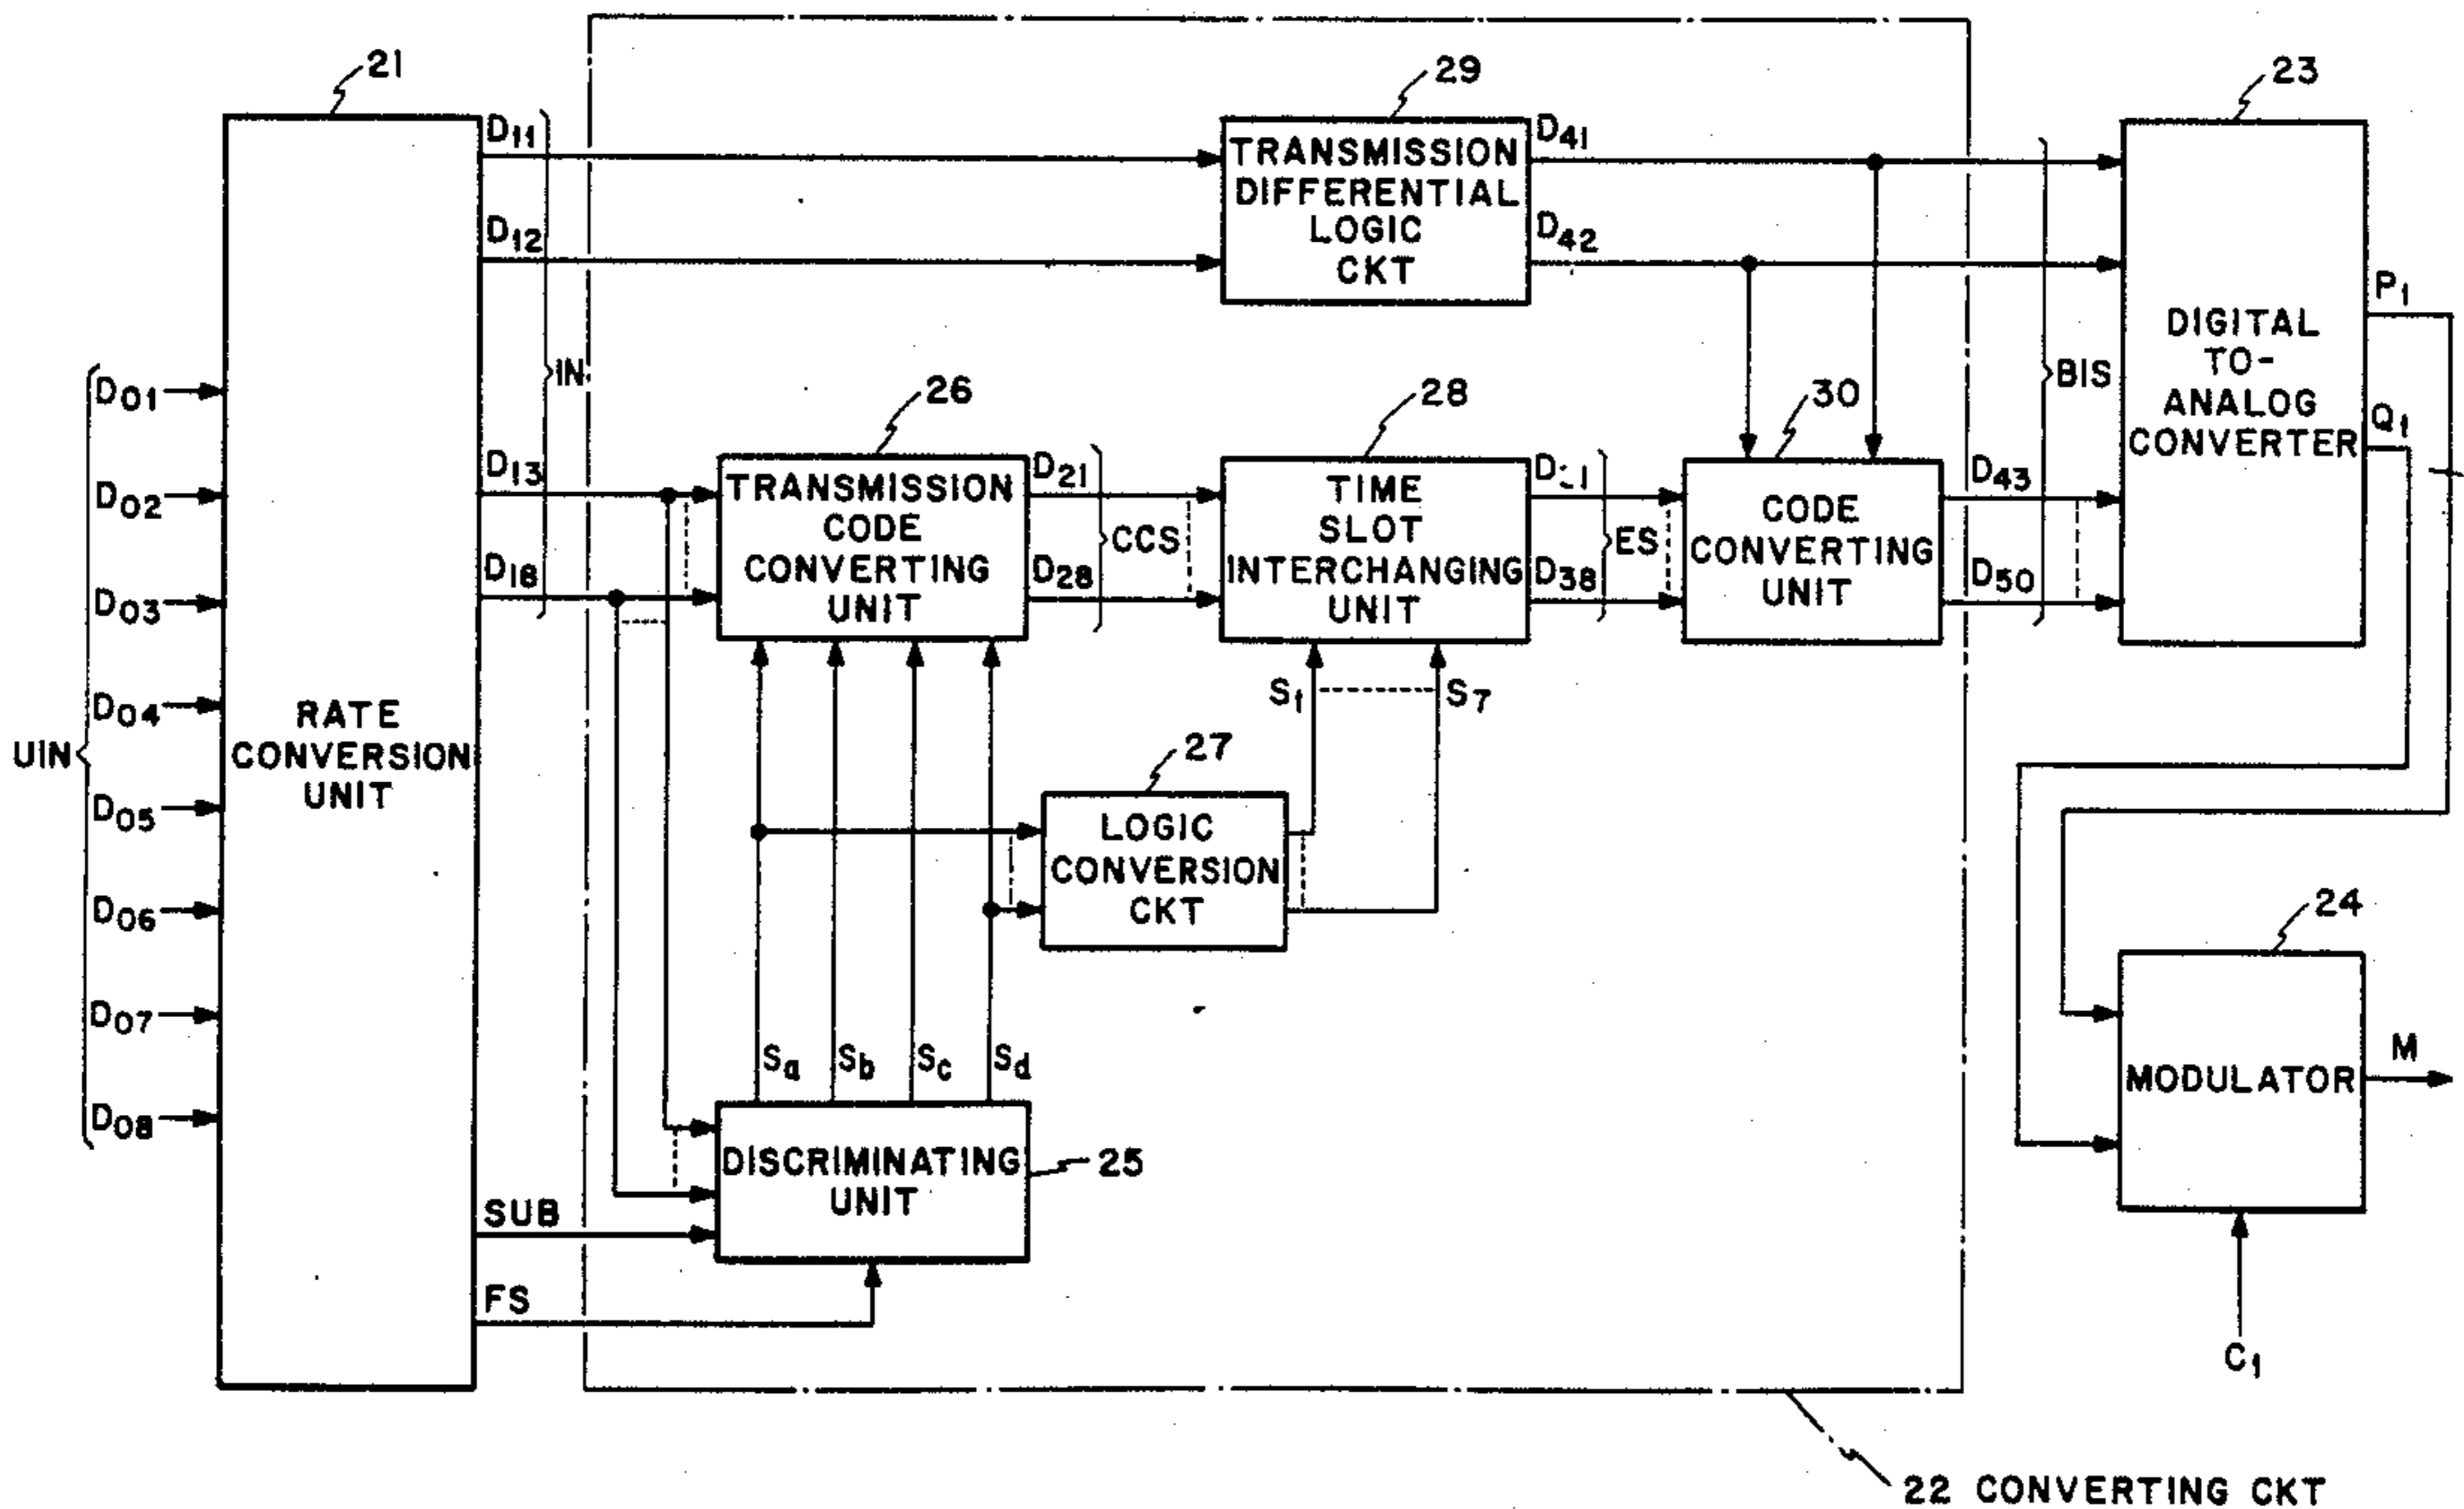 21
29
23
D11
D12
IN
TRANSMISSION
DIFFERENTIAL
LOGIC
CKT
D41
D42
BIS
DIGITAL
TO-
ANALOG
CONVERTER
P1
Q1
UIN
D01
D02
D03
D04
D05
D06
D07
D08
RATE
CONVERSION
UNIT
D13
D18
26
TRANSMISSION
CODE
CONVERTING
UNIT
D21
D28
CCS
28
TIME
SLOT
INTERCHANGING
UNIT
D38
ES
30
CODE
CONVERTING
UNIT
D43
D50
S1
S7
27
LOGIC
CONVERSION
CKT
Sa
Sb
Sc
Sd
DISCRIMINATING
UNIT
25
SUB
FS
24
MODULATOR
M
C1
22 CONVERTING CKT